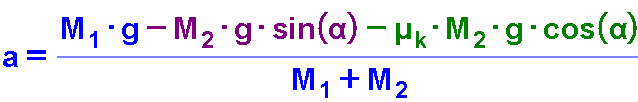 a = M₁·g − M₂·g·sin(α) − μₖ·M₂·g·cos(α)
M₁ + M₂